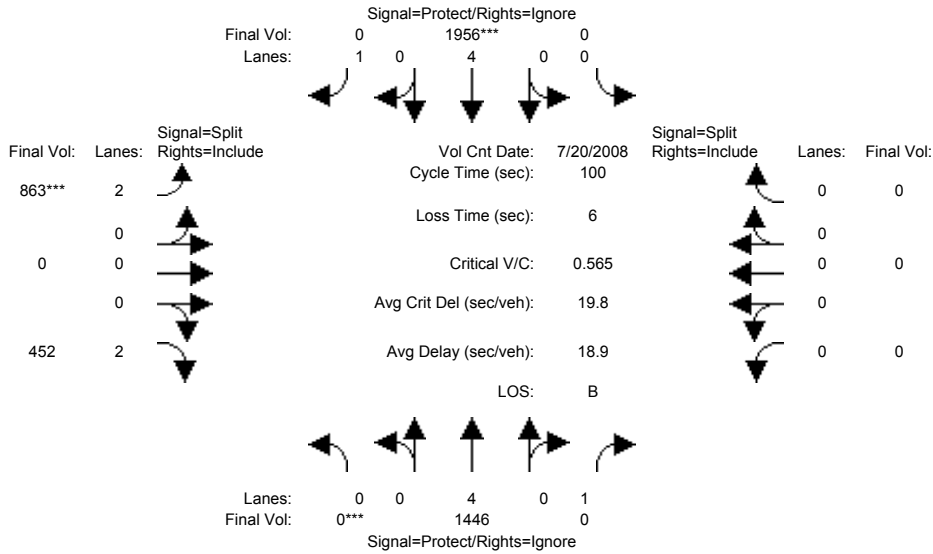 Signal=Protect/Rights=Ignore
Final Vol: 0 1956*** 0
Lanes: 1 0 4 0 0
Signal=Split Signal=Split
Final Vol: Lanes: Rights=Include Vol Cnt Date: 7/20/2008 Rights=Include Lanes: Final Vol:
Cycle Time (sec): 100
863*** 2 0 0
Loss Time (sec): 6
0 0
0 0 Critical V/C: 0.565 0 0
0 Avg Crit Del (sec/veh): 19.8 0
452 2 Avg Delay (sec/veh): 18.9 0 0
LOS: B
Lanes: 0 0 4 0 1
Final Vol: 0*** 1446 0
Signal=Protect/Rights=Ignore